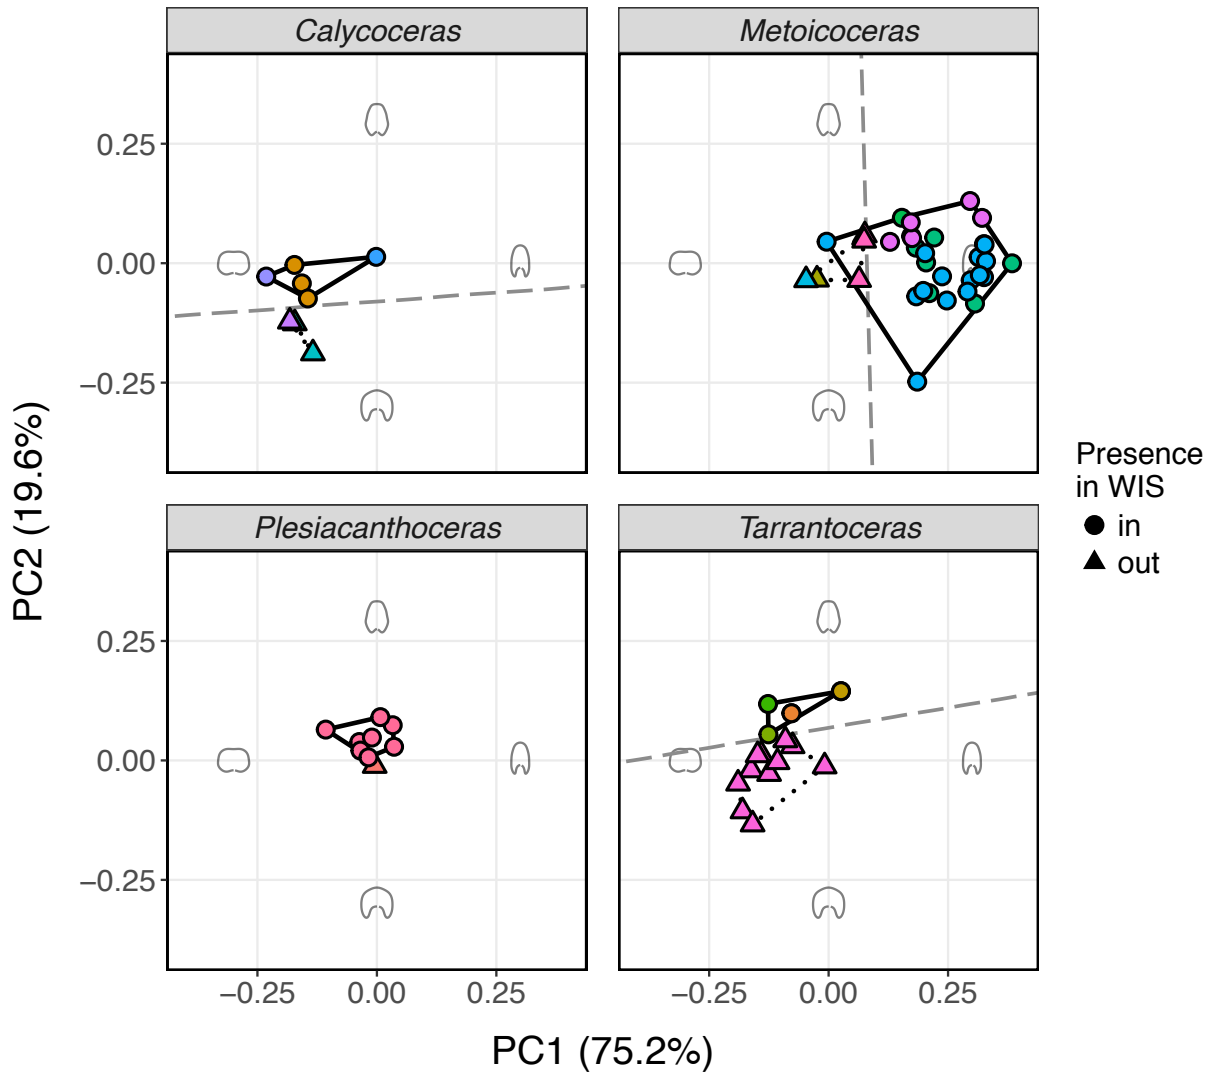 Calycoceras
Metoicoceras
0.25
0.00
−0.25
Plesiacanthoceras
Tarrantoceras
0.25
0.00
−0.25
−0.25 0.00 0.25
−0.25 0.00 0.25
PC1 (75.2%)
PC2 (19.6%)
Presence
in WIS
in
out